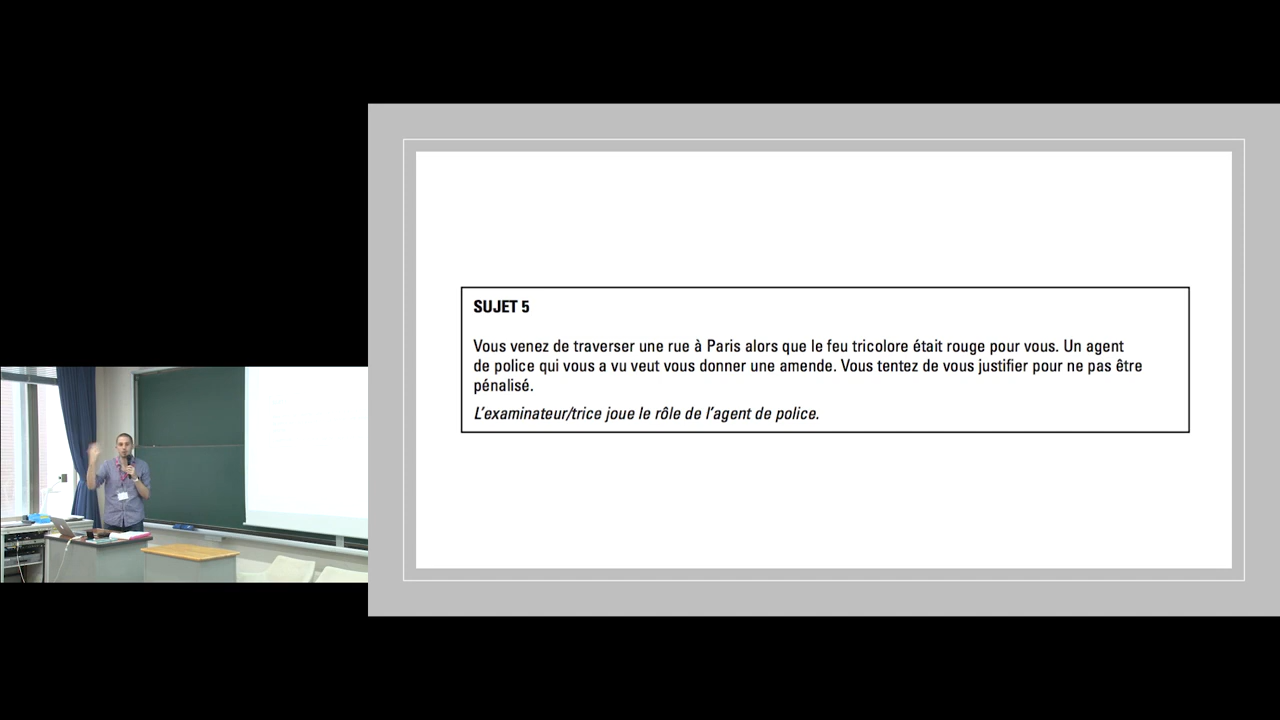 SUJET 5
Vous venez de traverser une rue à Paris alors que le feu tricolore était rouge pour vous. Un agent
de police qui vous a vu veut vous donner une amende. Vous tentez de vous justifier pour ne pas être
pénalisé.
L'examinateur/trice joue le rôle de l'agent de police.